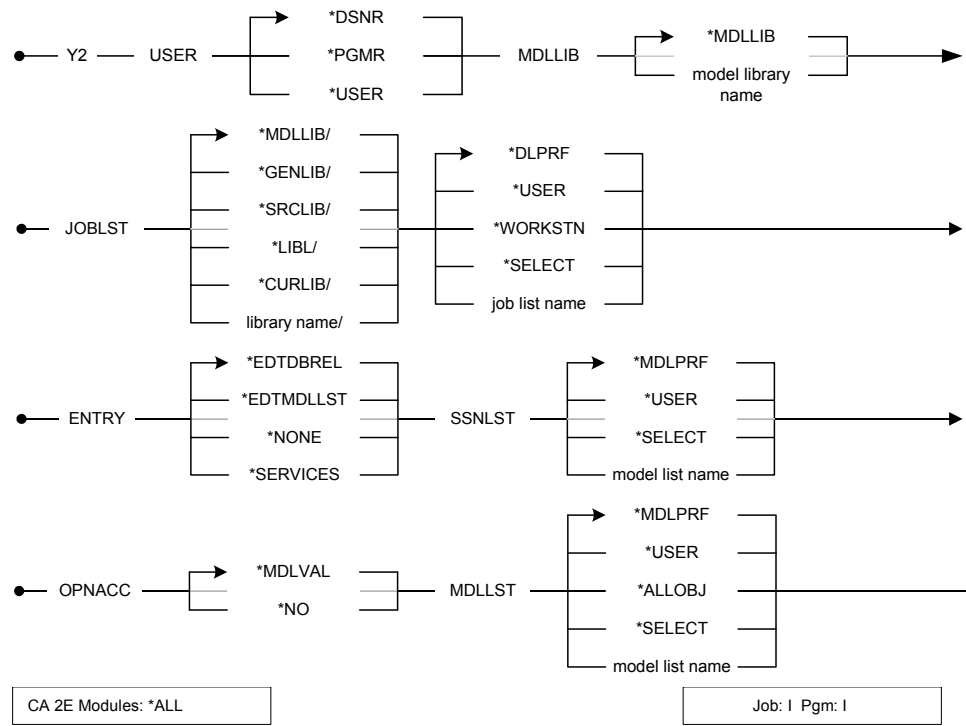 Y2
USER
*DSNR
*PGMR
*USER
MDLLIB
*MDLLIB
model library
name
JOBLST
*MDLLIB/
*GENLIB/
*SRCLIB/
*LIBL/
*CURLIB/
library name/
*DLPRF
*USER
*WORKSTN
*SELECT
job list name
ENTRY
*EDTDBREL
*EDTMDLLST
*NONE
*SERVICES
SSNLST
*MDLPRF
*USER
*SELECT
model list name
OPNACC
*MDLVAL
*NO
MDLLST
*MDLPRF
*USER
*ALLOBJ
*SELECT
model list name
CA 2E Modules: *ALL
Job: I Pgm: I